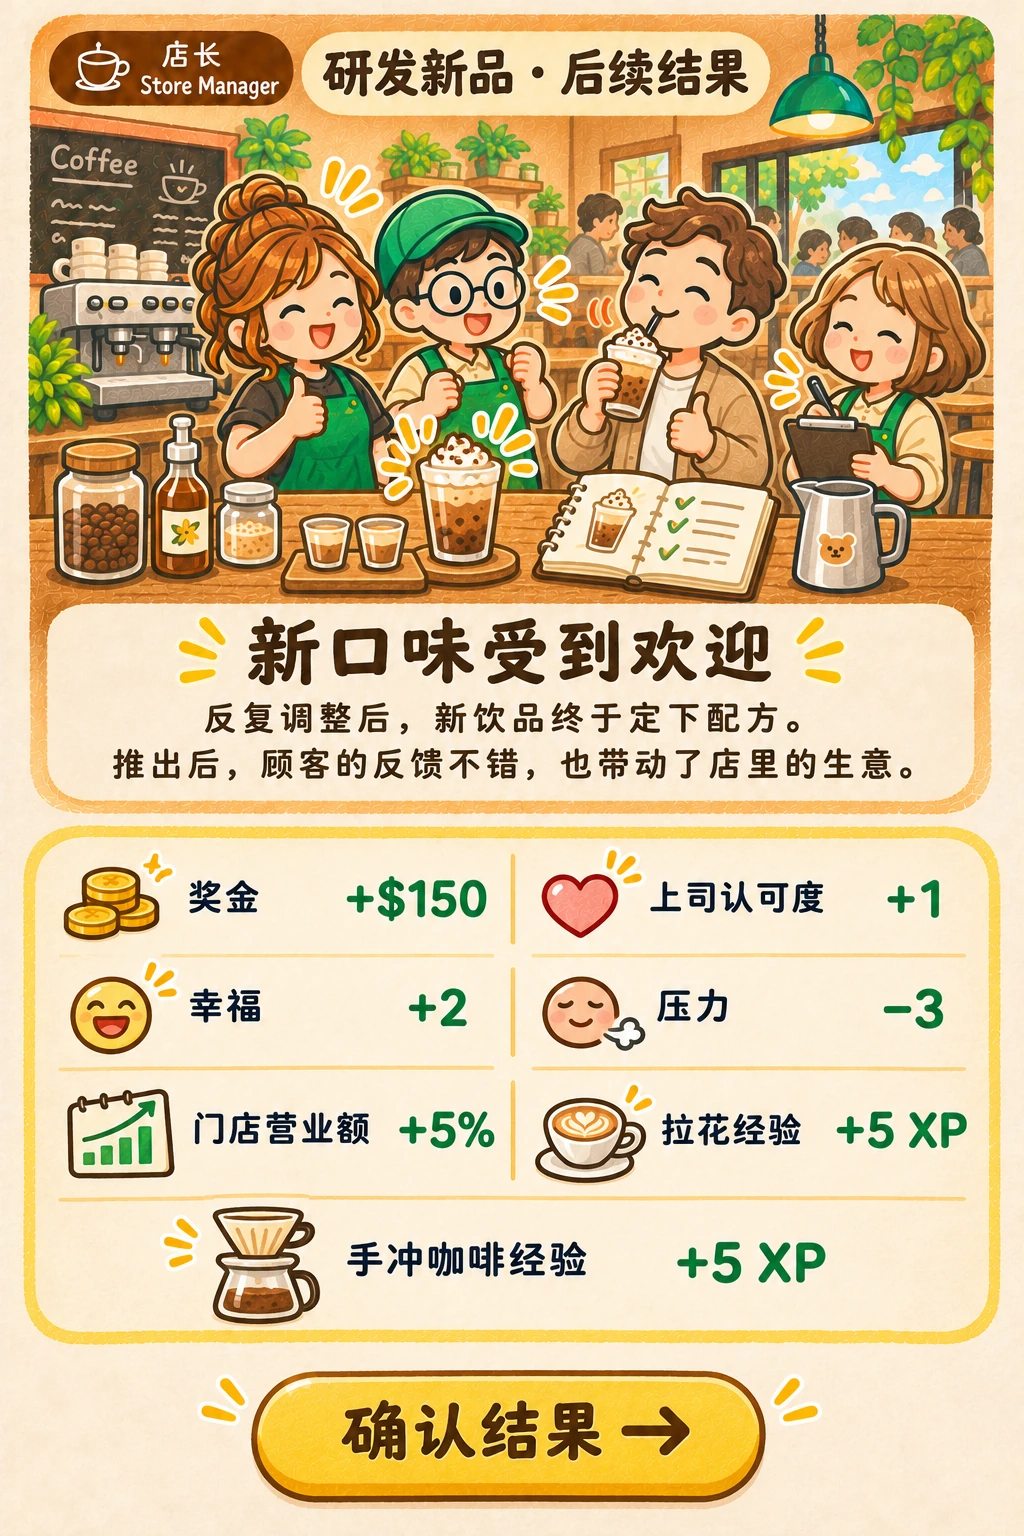 店长
Store Manager
研发新品·后续结果
Coffee
新口味受到欢迎
反复调整后，新饮品终于定下配方。
推出后，顾客的反馈不错，也带动了店里的生意。
奖金 +$150
上司认可度 +1
幸福 +2
压力 −3
门店营业额 +5%
拉花经验 +5 XP
手冲咖啡经验 +5 XP
确认结果 →